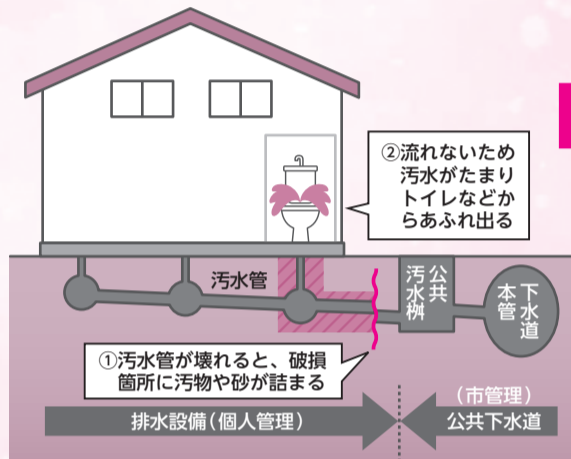 ②流れないため
汚水がたまり
トイレなどか
らあふれ出る
汚水管
公共
汚水桝
下水道
本管
①汚水管が壊れると、破損
箇所に汚物や砂が詰まる
排水設備(個人管理)
(市管理)
公共下水道